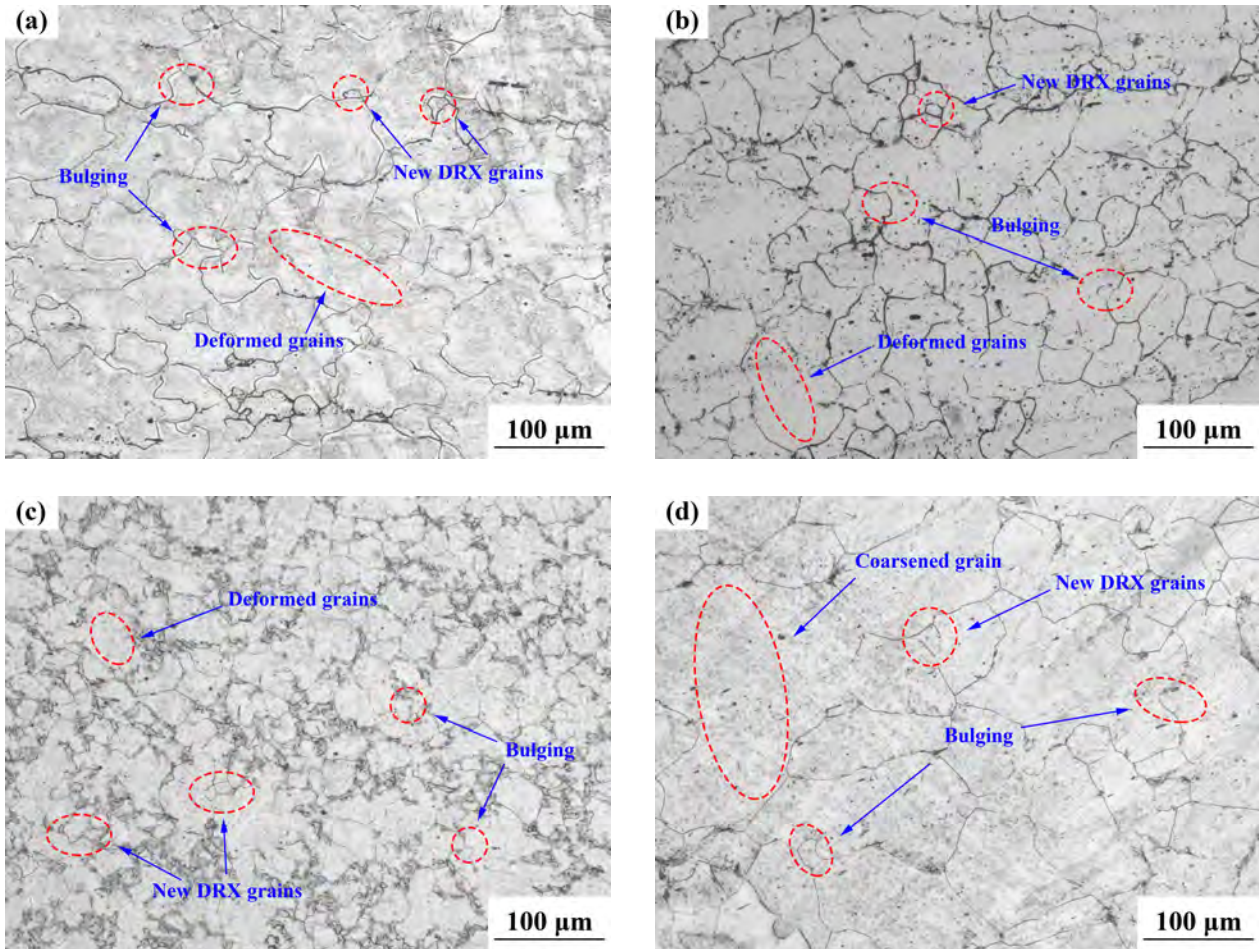 (a)
Bulging
New DRX grains
Deformed grains
100 μm
(b)
New DRX grains
Bulging
Deformed grains
100 μm
(c)
Deformed grains
Bulging
New DRX grains
100 μm
(d)
Coarsened grain
New DRX grains
Bulging
100 μm